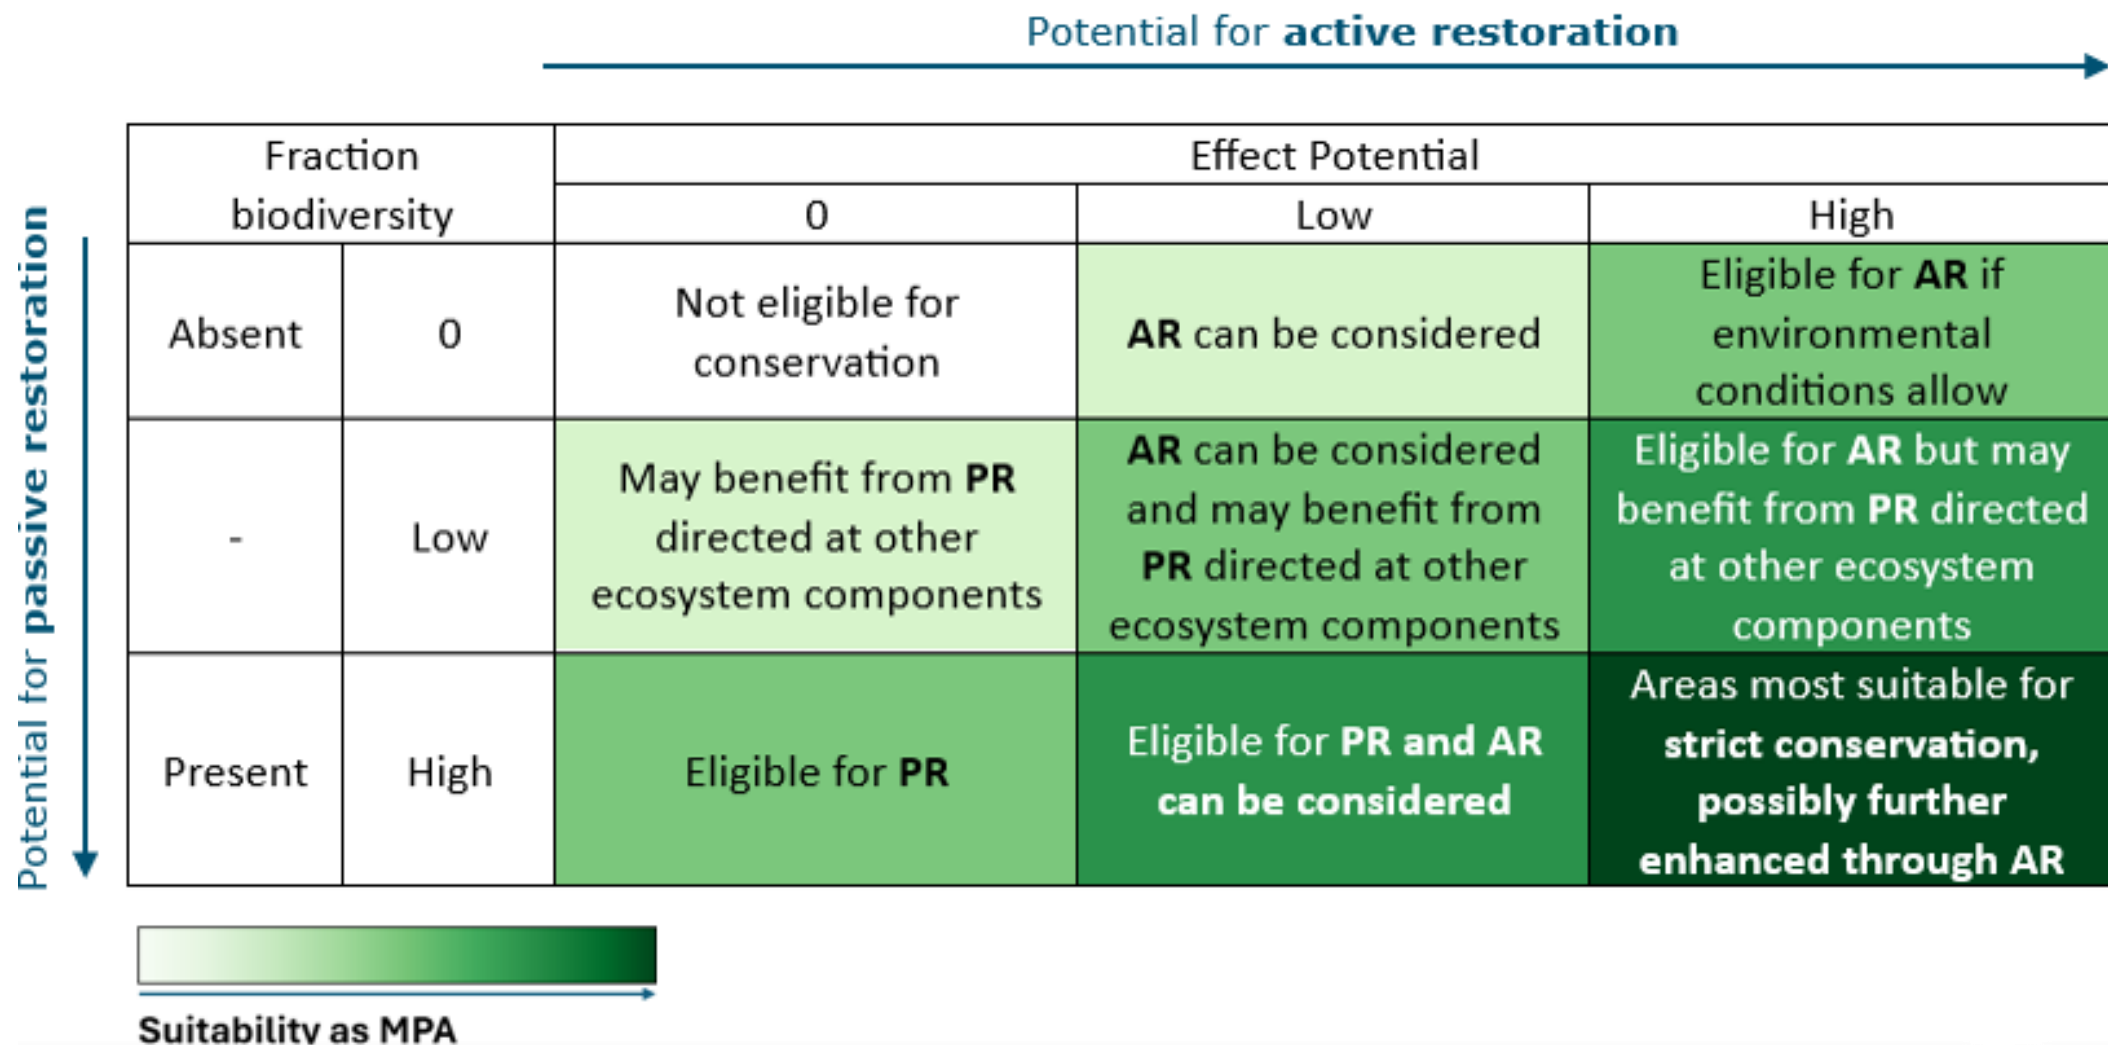 Potential for active restoration
Potential for passive restoration
Fraction
biodiversity
Effect Potential
0
Low
High
Absent
0
Not eligible for
conservation
AR can be considered
Eligible for AR if
environmental
conditions allow
-
Low
May benefit from PR
directed at other
ecosystem components
AR can be considered
and may benefit from
PR directed at other
ecosystem components
Eligible for AR but may
benefit from PR directed
at other ecosystem
components
Present
High
Eligible for PR
Eligible for PR and AR
can be considered
Areas most suitable for
strict conservation,
possibly further
enhanced through AR
Suitability as MPA